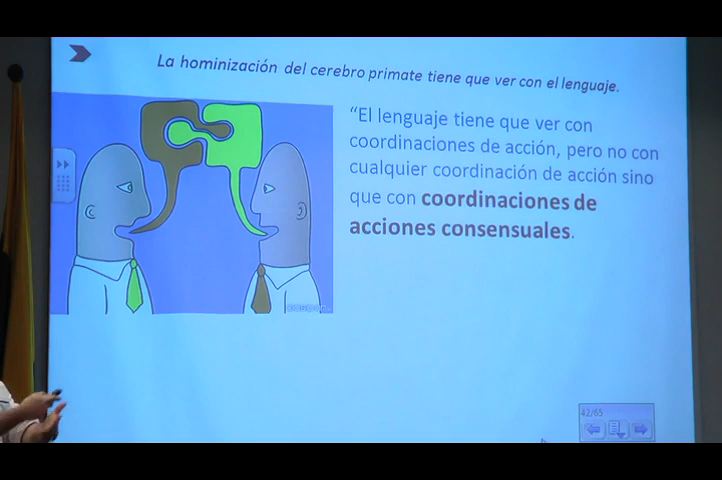 La hominización del cerebro primate tiene que ver con el lenguaje.
“El lenguaje tiene que ver con
coordinaciones de acción, pero no con
cualquier coordinación de acción sino
que con coordinaciones de
acciones consensuales.
42/65